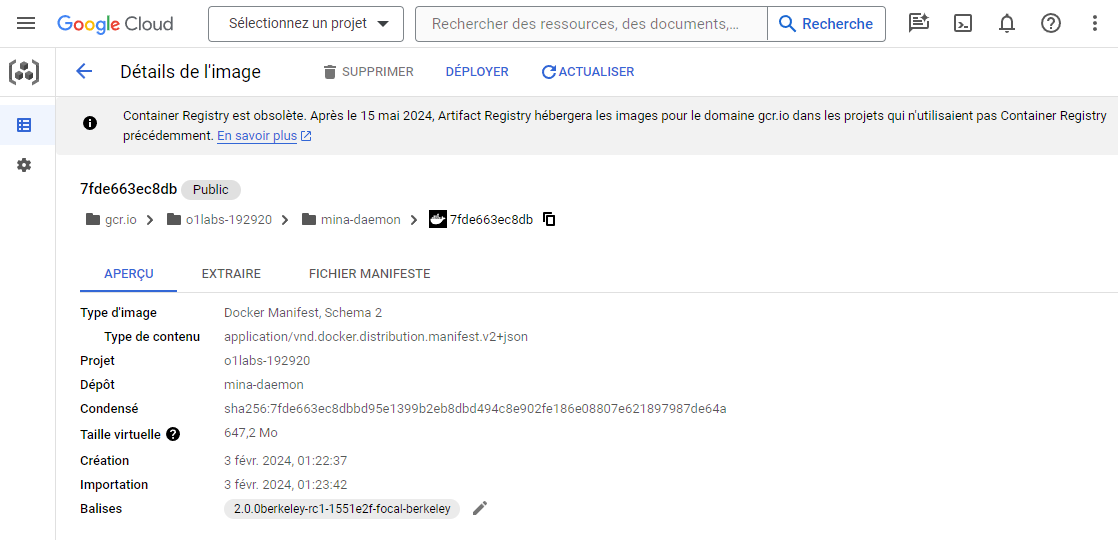 Google Cloud
Sélectionnez un projet
Rechercher des ressources, des documents,...
Recherche
Détails de l'image
SUPPRIMER
DÉPLOYER
ACTUALISER
Container Registry est obsolète. Après le 15 mai 2024, Artifact Registry hébergera les images pour le domaine gcr.io dans les projets qui n'utilisaient pas Container Registry
précédemment. En savoir plus
7fde663ec8db Public
gcr.io
o1labs-192920
mina-daemon
7fde663ec8db
APERÇU
EXTRAIRE
FICHIER MANIFESTE
Type d'image Docker Manifest, Schema 2
Type de contenu application/vnd.docker.distribution.manifest.v2+json
Projet o1labs-192920
Dépôt mina-daemon
Condensé sha256:7fde663ec8dbbd95e1399b2eb8dbd494c8e902fe186e08807e621897987de64a
Taille virtuelle ? 647,2 Mo
Création 3 févr. 2024, 01:22:37
Importation 3 févr. 2024, 01:23:42
Balises 2.0.0berkeley-rc1-1551e2f-focal-berkeley